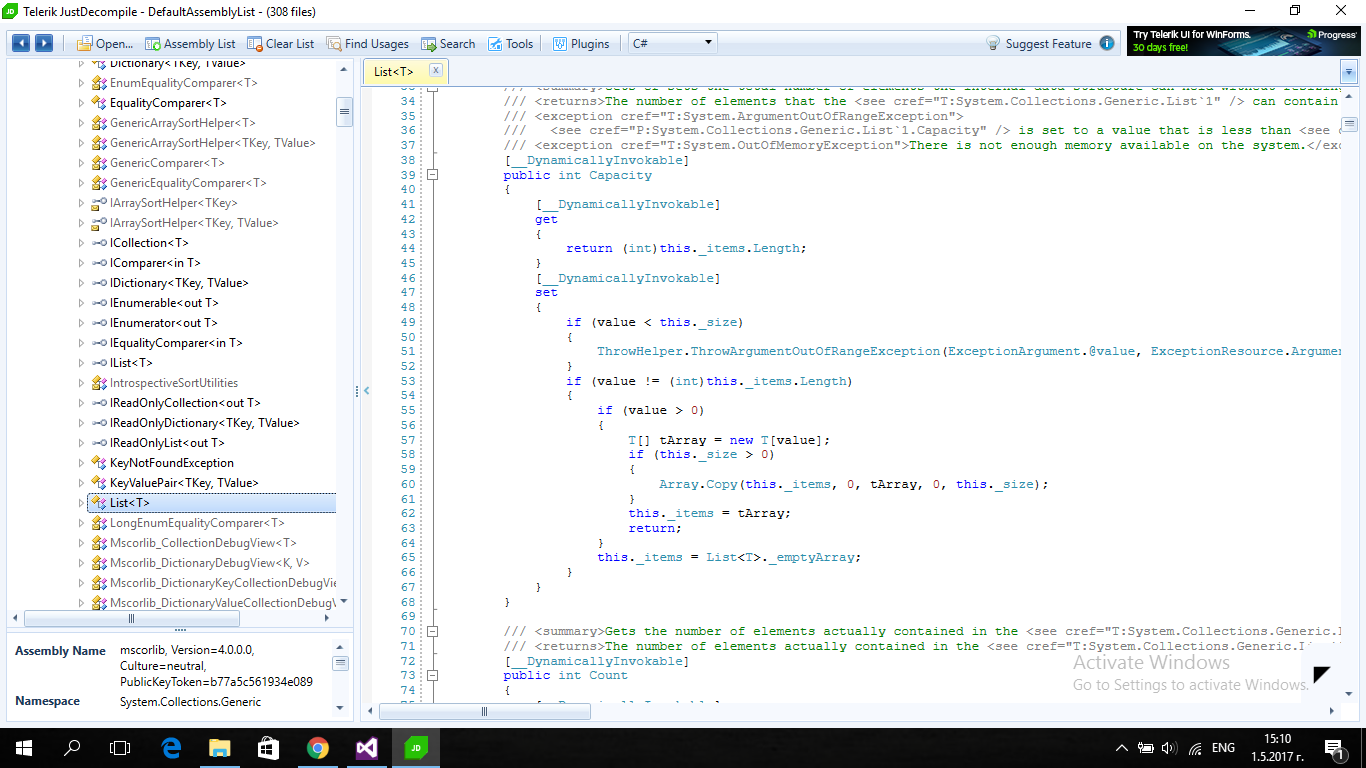 JD Telerik JustDecompile - DefaultAssemblyList - (308 files)
Open... Assembly List Clear List Find Usages Search Tools Plugins C# Suggest Feature
Try Telerik UI for WinForms. Progress
30 days free!
Dictionary<TKey, TValue>
EnumEqualityComparer<T>
EqualityComparer<T>
GenericArraySortHelper<T>
GenericArraySortHelper<TKey, TValue>
GenericComparer<T>
GenericEqualityComparer<T>
IArraySortHelper<TKey>
IArraySortHelper<TKey, TValue>
ICollection<T>
IComparer<in T>
IDictionary<TKey, TValue>
IEnumerable<out T>
IEnumerator<out T>
IEqualityComparer<in T>
IList<T>
IntrospectiveSortUtilities
IReadOnlyCollection<out T>
IReadOnlyDictionary<TKey, TValue>
IReadOnlyList<out T>
KeyNotFoundException
KeyValuePair<TKey, TValue>
List<T>
LongEnumEqualityComparer<T>
Mscorlib_CollectionDebugView<T>
Mscorlib_DictionaryDebugView<K, V>
Mscorlib_DictionaryKeyCollectionDebugVie
Mscorlib_DictionaryValueCollectionDebug
Assembly Name mscorlib, Version=4.0.0.0,
Culture=neutral,
PublicKeyToken=b77a5c561934e089
Namespace System.Collections.Generic
List<T> x
34 /// <returns>The number of elements that the <see cref="T:System.Collections.Generic.List`1" /> can contain
35 /// <exception cref="T:System.ArgumentOutOfRangeException">
36 ///   <see cref="P:System.Collections.Generic.List`1.Capacity" /> is set to a value that is less than <see
37 /// <exception cref="T:System.OutOfMemoryException">There is not enough memory available on the system.</exc
38 [__DynamicallyInvokable]
39 public int Capacity
40 {
41 [__DynamicallyInvokable]
42 get
43 {
44 return (int)this._items.Length;
45 }
46 [__DynamicallyInvokable]
47 set
48 {
49 if (value < this._size)
50 {
51 ThrowHelper.ThrowArgumentOutOfRangeException(ExceptionArgument.@value, ExceptionResource.Argumen
52 }
53 if (value != (int)this._items.Length)
54 {
55 if (value > 0)
56 {
57 T[] tArray = new T[value];
58 if (this._size > 0)
59 {
60 Array.Copy(this._items, 0, tArray, 0, this._size);
61 }
62 this._items = tArray;
63 return;
64 }
65 this._items = List<T>._emptyArray;
66 }
67 }
68 }
69
70 /// <summary>Gets the number of elements actually contained in the <see cref="T:System.Collections.Generic.
71 /// <returns>The number of elements actually contained in the <see cref="T:System.Collections.Generic.
72 [__DynamicallyInvokable]
73 public int Count
74 {
Activate Windows
Go to Settings to activate Windows.
JD
ENG
15:10
1.5.2017 г.
1